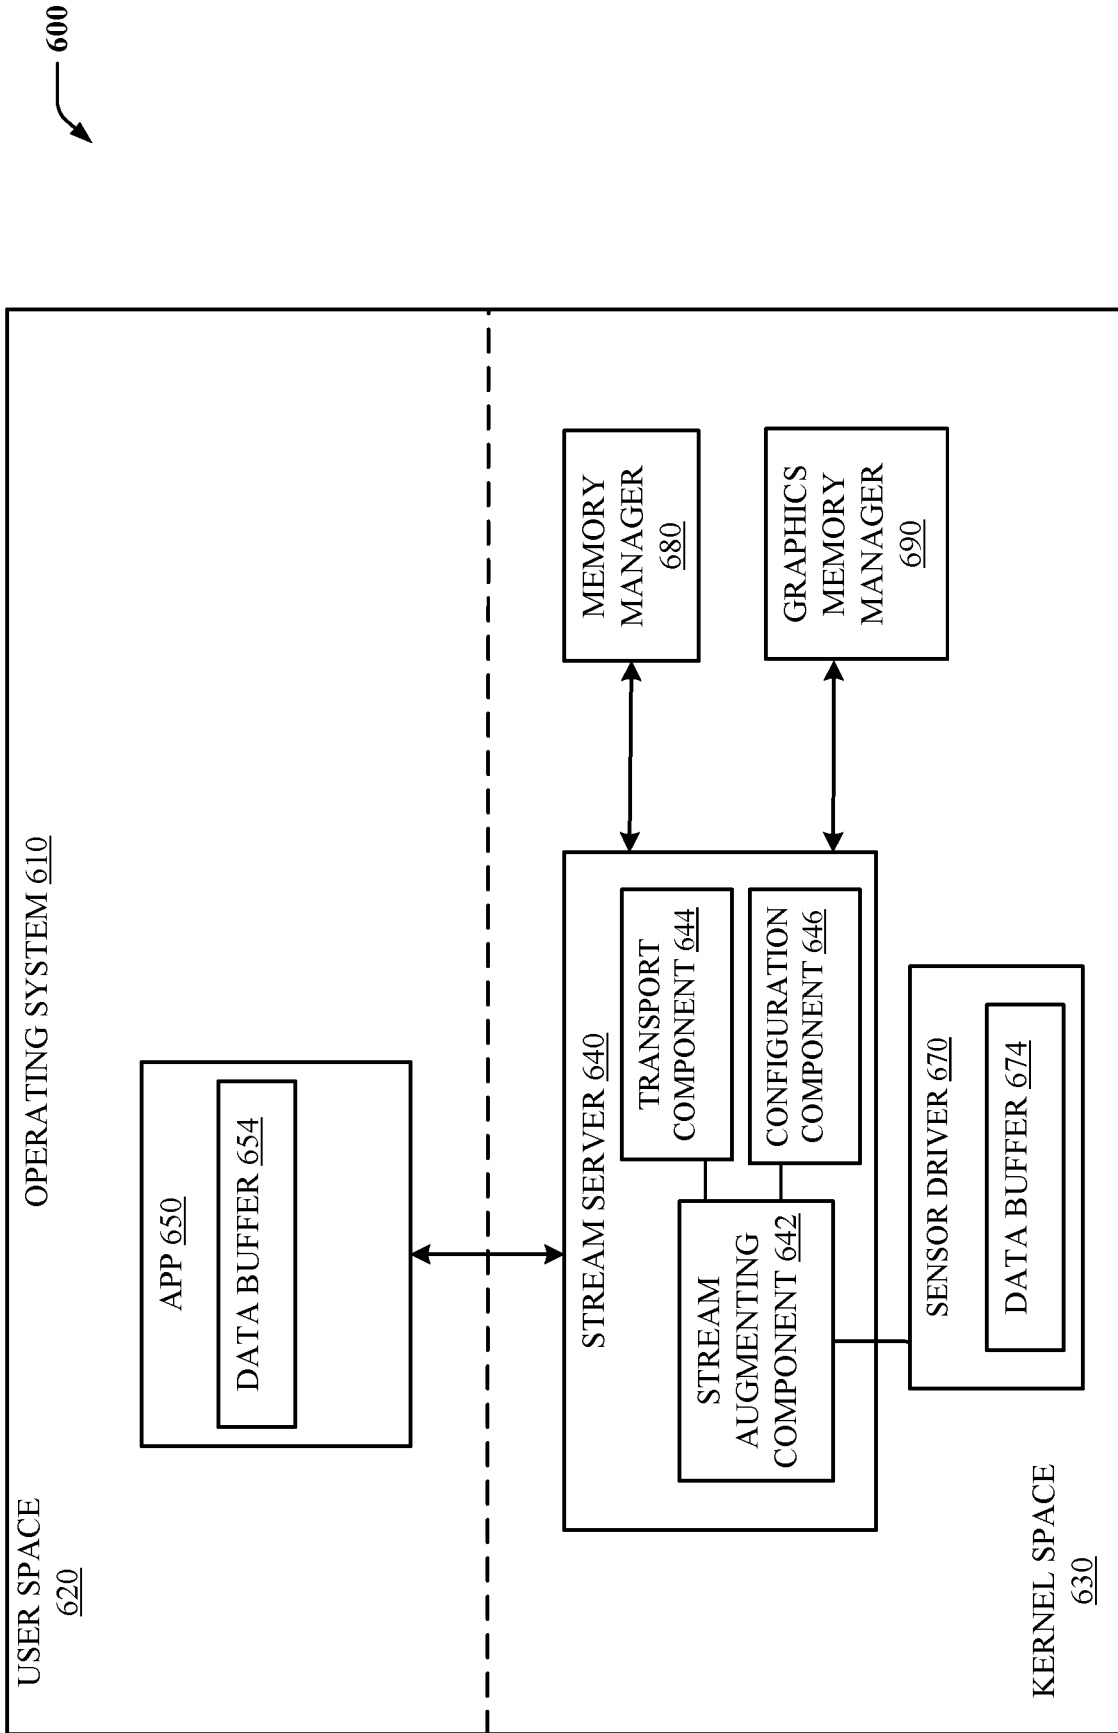 600
OPERATING SYSTEM 610
USER SPACE
620
APP 650
DATA BUFFER 654
STREAM SERVER 640
STREAM
AUGMENTING
COMPONENT 642
TRANSPORT
COMPONENT 644
CONFIGURATION
COMPONENT 646
MEMORY
MANAGER
680
GRAPHICS
MEMORY
MANAGER
690
SENSOR DRIVER 670
DATA BUFFER 674
KERNEL SPACE
630